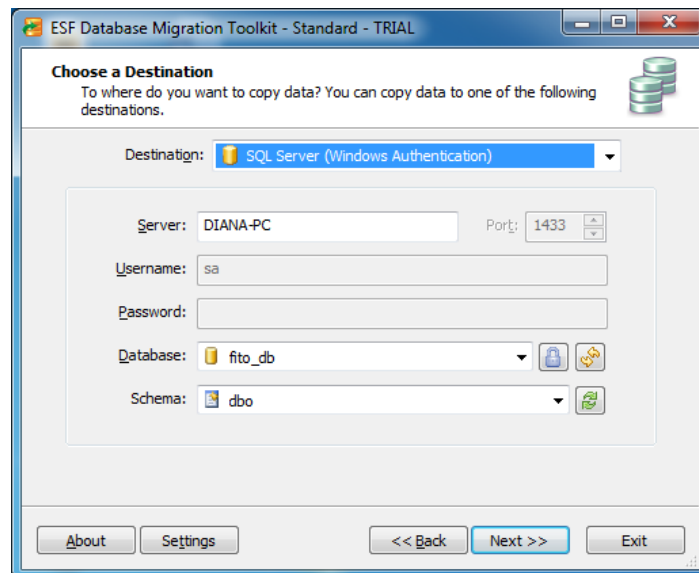 ESF Database Migration Toolkit - Standard - TRIAL
Choose a Destination
To where do you want to copy data? You can copy data to one of the following
destinations.
Destination: SQL Server (Windows Authentication)
Server: DIANA-PC Port: 1433
Username: sa
Password:
Database: fito_db
Schema: dbo
About Settings << Back Next >> Exit